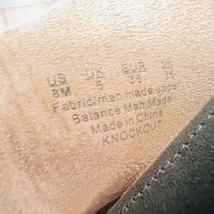 US UK EUR
8M 5 38
Fabric/man made upper
Balance Man Made
Made in China
KNOCKOUT